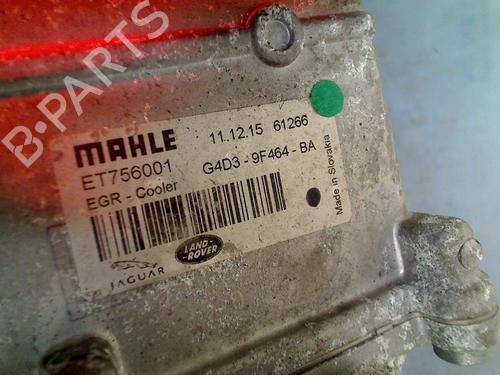 B-PARTS
MAHLE 11.12.15 61266
ET756001 G4D3-9F464-BA
EGR - Cooler
Made in Slovakia
JAGUAR
LAND-
ROVER